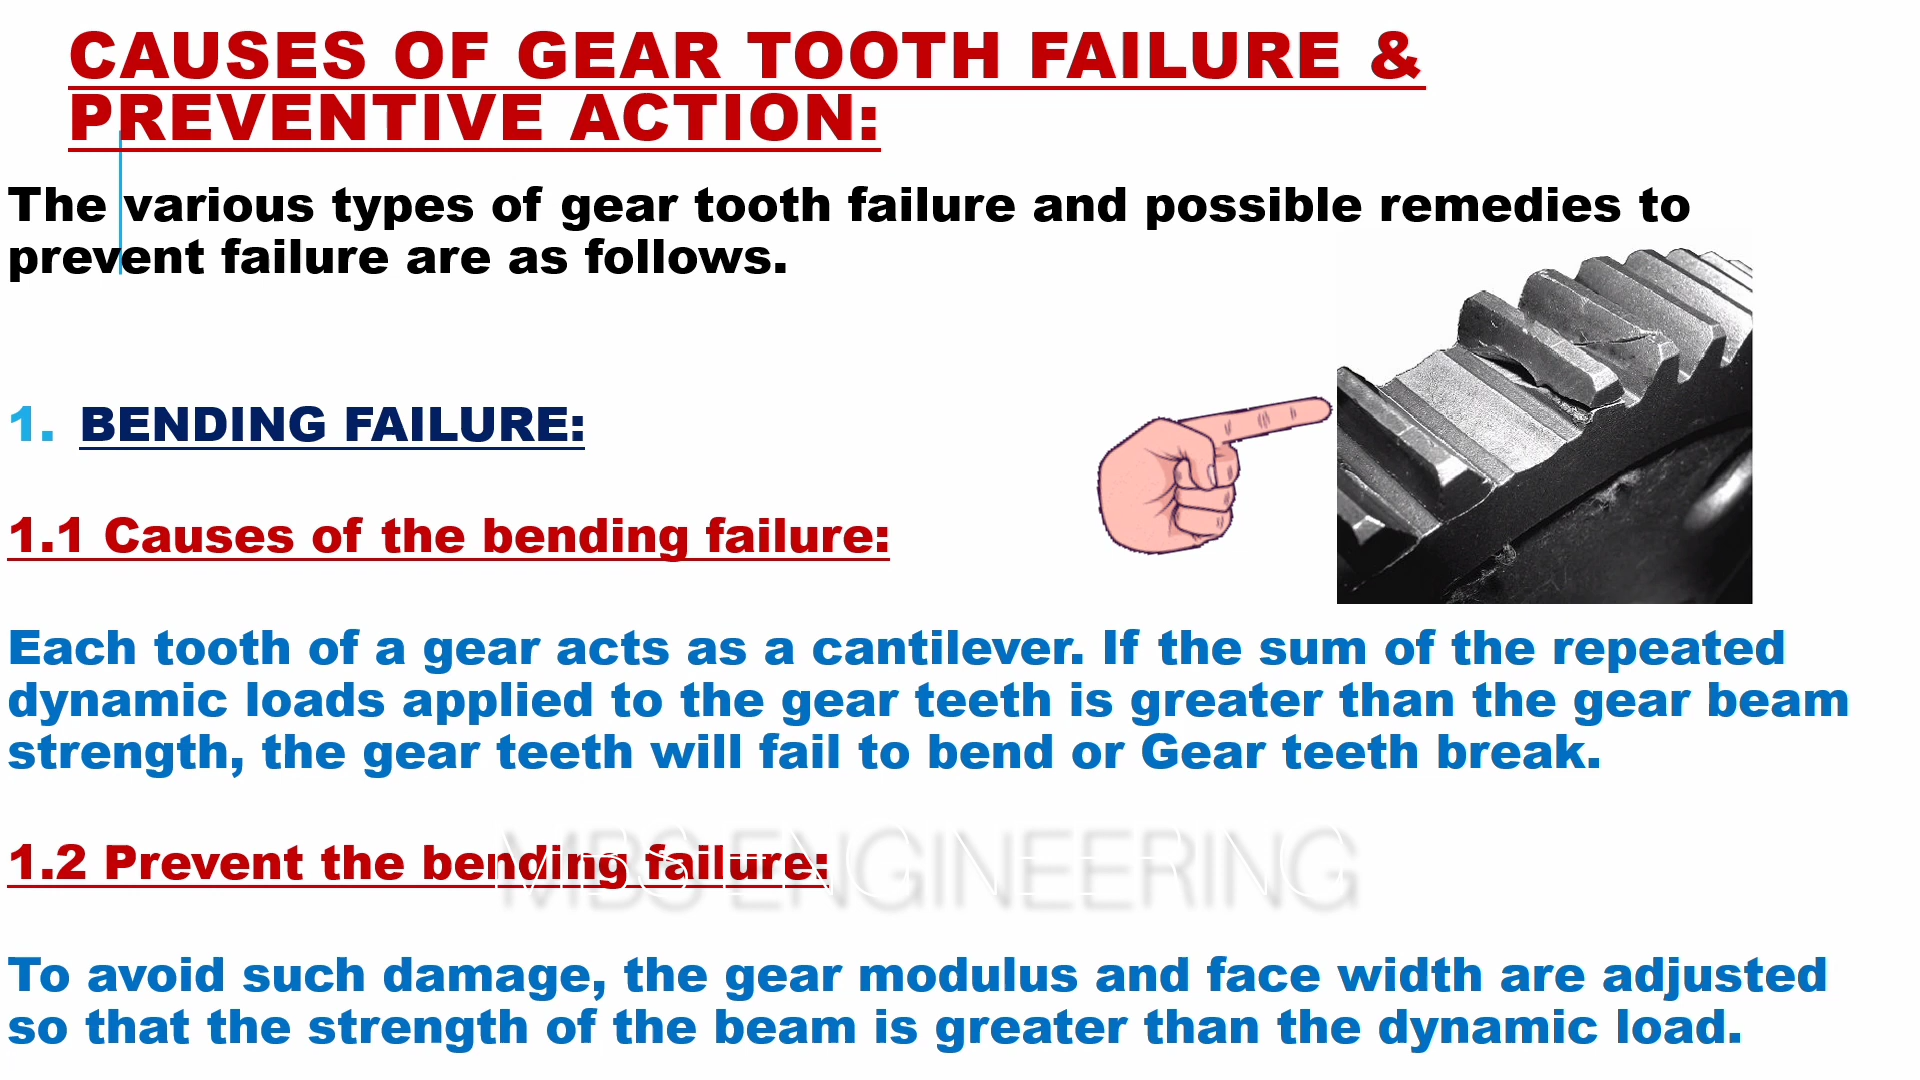 CAUSES OF GEAR TOOTH FAILURE &
PREVENTIVE ACTION:
The various types of gear tooth failure and possible remedies to
prevent failure are as follows.
1. BENDING FAILURE:
1.1 Causes of the bending failure:
Each tooth of a gear acts as a cantilever. If the sum of the repeated
dynamic loads applied to the gear teeth is greater than the gear beam
strength, the gear teeth will fail to bend or Gear teeth break.
1.2 Prevent the bending failure:
MBS ENGINEERING
To avoid such damage, the gear modulus and face width are adjusted
so that the strength of the beam is greater than the dynamic load.